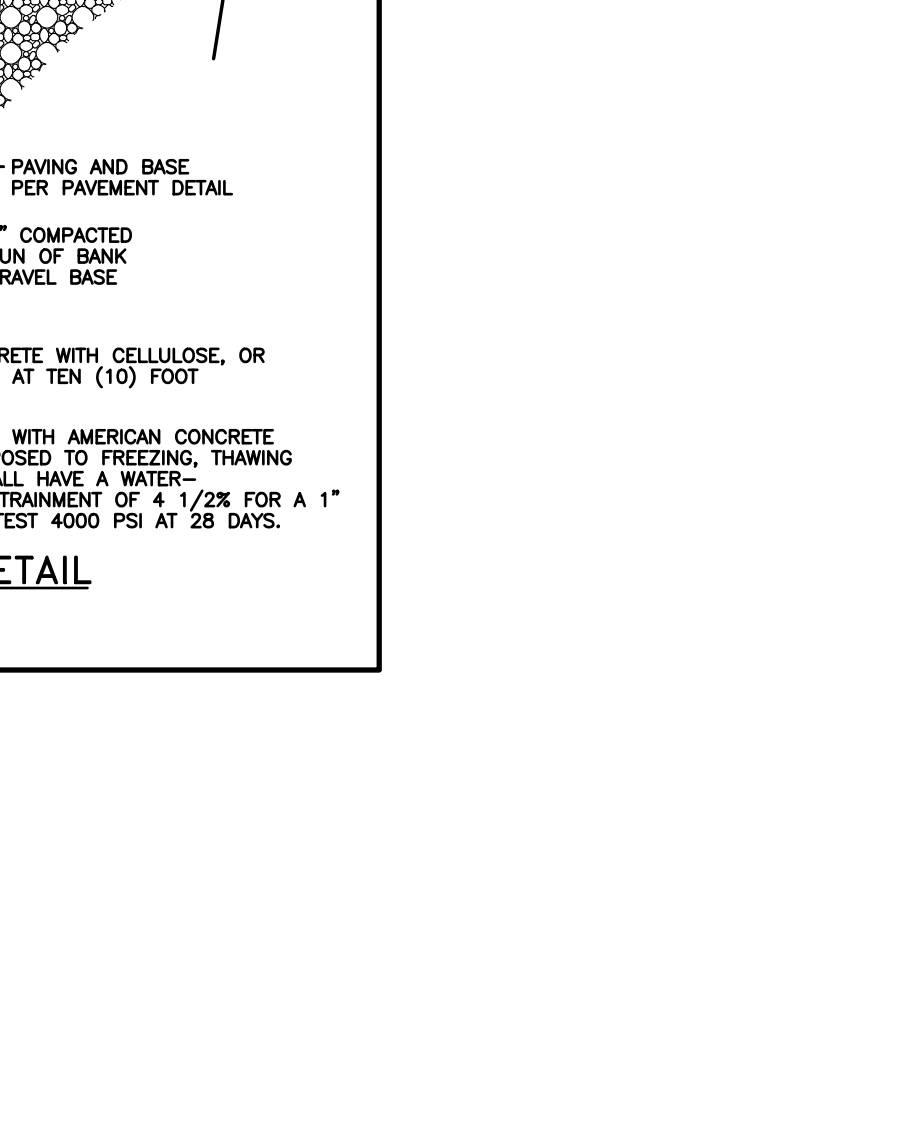 PAVING AND BASE
PER PAVEMENT DETAIL
” COMPACTED
UN OF BANK
RAVEL BASE
RETE WITH CELLULOSE, OR
AT TEN (10) FOOT
WITH AMERICAN CONCRETE
OSED TO FREEZING, THAWING
ALL HAVE A WATER–
TRAINMENT OF 4 1/2% FOR A 1”
TEST 4000 PSI AT 28 DAYS.
ETAIL